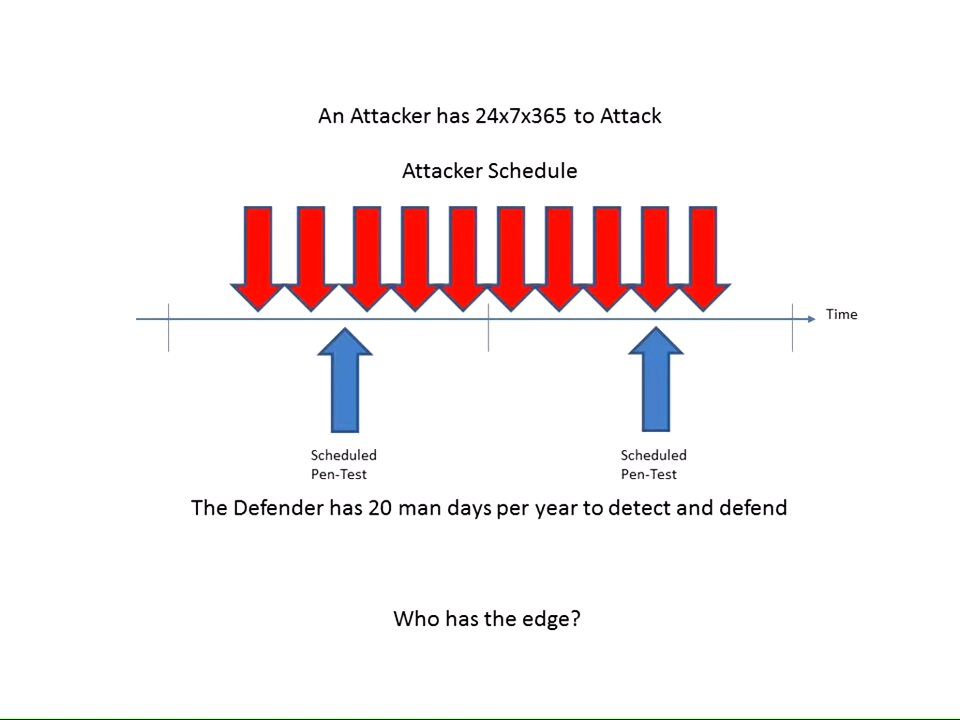 An Attacker has 24x7x365 to Attack
Attacker Schedule
Time
Scheduled
Pen-Test
Scheduled
Pen-Test
The Defender has 20 man days per year to detect and defend
Who has the edge?